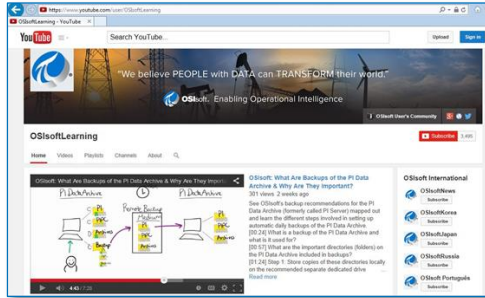 https://www.youtube.com/user/OSIsoftLearning
OSIsoftLearning - YouTube
YouTube
Search YouTube...
Upload
Sign in
"We believe PEOPLE with DATA can TRANSFORM their world."
OSIsoft. Enabling Operational Intelligence
OSIsoft User's Community
OSIsoftLearning
Subscribe
Home Videos Playlists Channels About
OSIsoft: What Are Backups of the PI Data Archive & Why Are They Import
PI Data Archive
PI Data Archive
Remote Backup
Medium
4:43
OSIsoft: What Are Backups of the PI Data
Archive & Why Are They Important?
381 views 2 weeks ago
See OSIsoft's backup recommendations for the PI
Data Archive (formerly called PI Server) mapped out
and learn the different steps involved in setting up
automatic daily backups of the PI Data Archive.
[00:24] What is a backup of the PI Data Archive and
what is it used for?
[00:57] What are the important directories (folders) on
the PI Data Archive included in backups?
[01:24] Step 1: Store copies of these directories locally
on the recommended separate dedicated drive
Read more
OSIsoft International
OSIsoftNews
Subscribe
OSIsoftKorea
Subscribe
OSIsoftJapan
Subscribe
OSIsoftRussia
Subscribe
OSIsoft Português
Subscribe